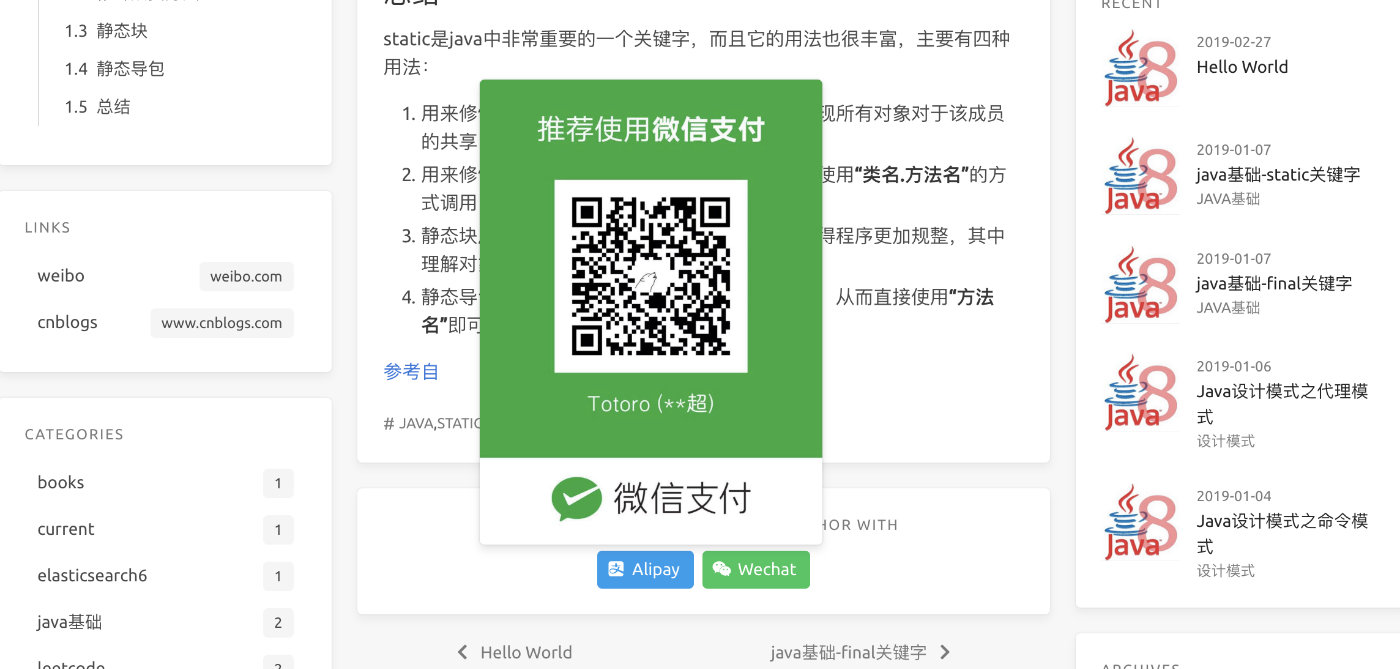 1.3 静态块
1.4 静态导包
1.5 总结
LINKS
weibo
weibo.com
cnblogs
www.cnblogs.com
CATEGORIES
books 1
current 1
elasticsearch6 1
java基础 2
leetcode
static是java中非常重要的一个关键字，而且它的用法也很丰富，主要有四种
用法：
1. 用来修 现所有对象对于该成员
的共享
2. 用来修 使用“类名.方法名”的方
式调用
3. 静态块 得程序更加规整，其中
理解对
4. 静态导 从而直接使用“方法
名”即可
参考自
# JAVA,STATIC
推荐使用微信支付
Totoro (**超)
微信支付
HOR WITH
Alipay
Wechat
Hello World
java基础-final关键字
RECENT
2019-02-27
Hello World
2019-01-07
java基础-static关键字
JAVA基础
2019-01-07
java基础-final关键字
JAVA基础
2019-01-06
Java设计模式之代理模
式
设计模式
2019-01-04
Java设计模式之命令模
式
设计模式
Java 8
Java 8
Java 8
Java 8
Java 8
ARCHIVES